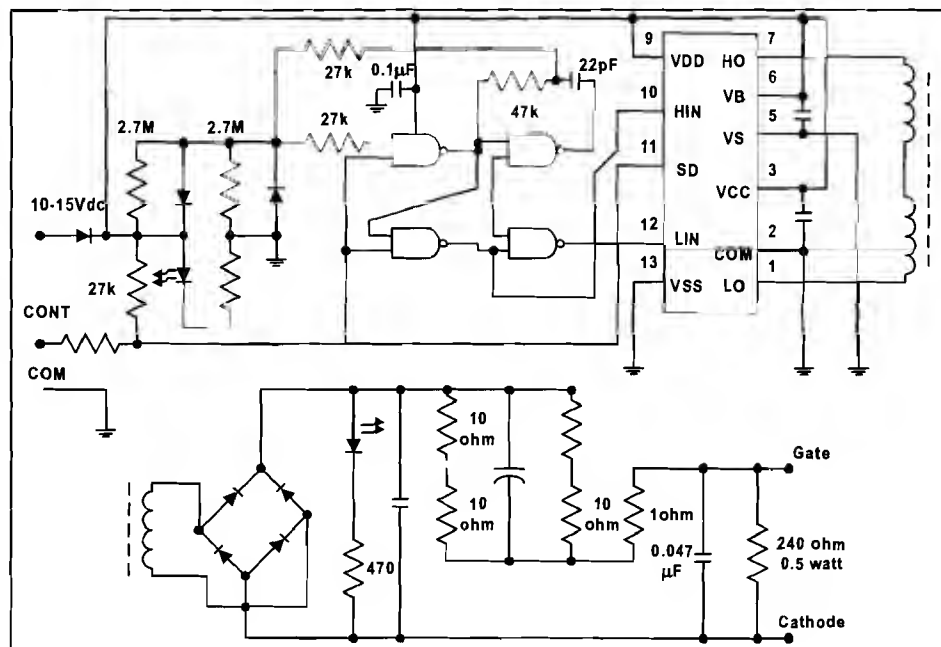 27k
0.1µF
22pF
9
7
VDD
HO
6
VB
10
5
27k
47k
HIN
VS
2.7M
2.7M
11
3
SD
VCC
10-15Vdc
12
2
LIN
COM
27k
13
1
VSS
LO
CONT
COM
10
ohm
Gate
10
ohm
10
ohm
1ohm
470
0.047
µF
240 ohm
0.5 watt
Cathode